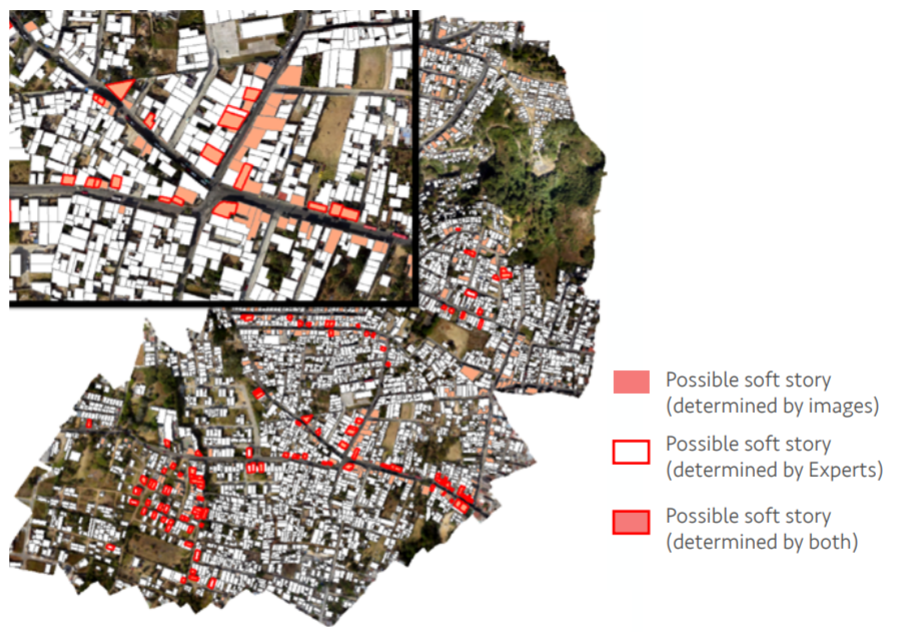 Possible soft story
(determined by images)
Possible soft story
(determined by Experts)
Possible soft story
(determined by both)